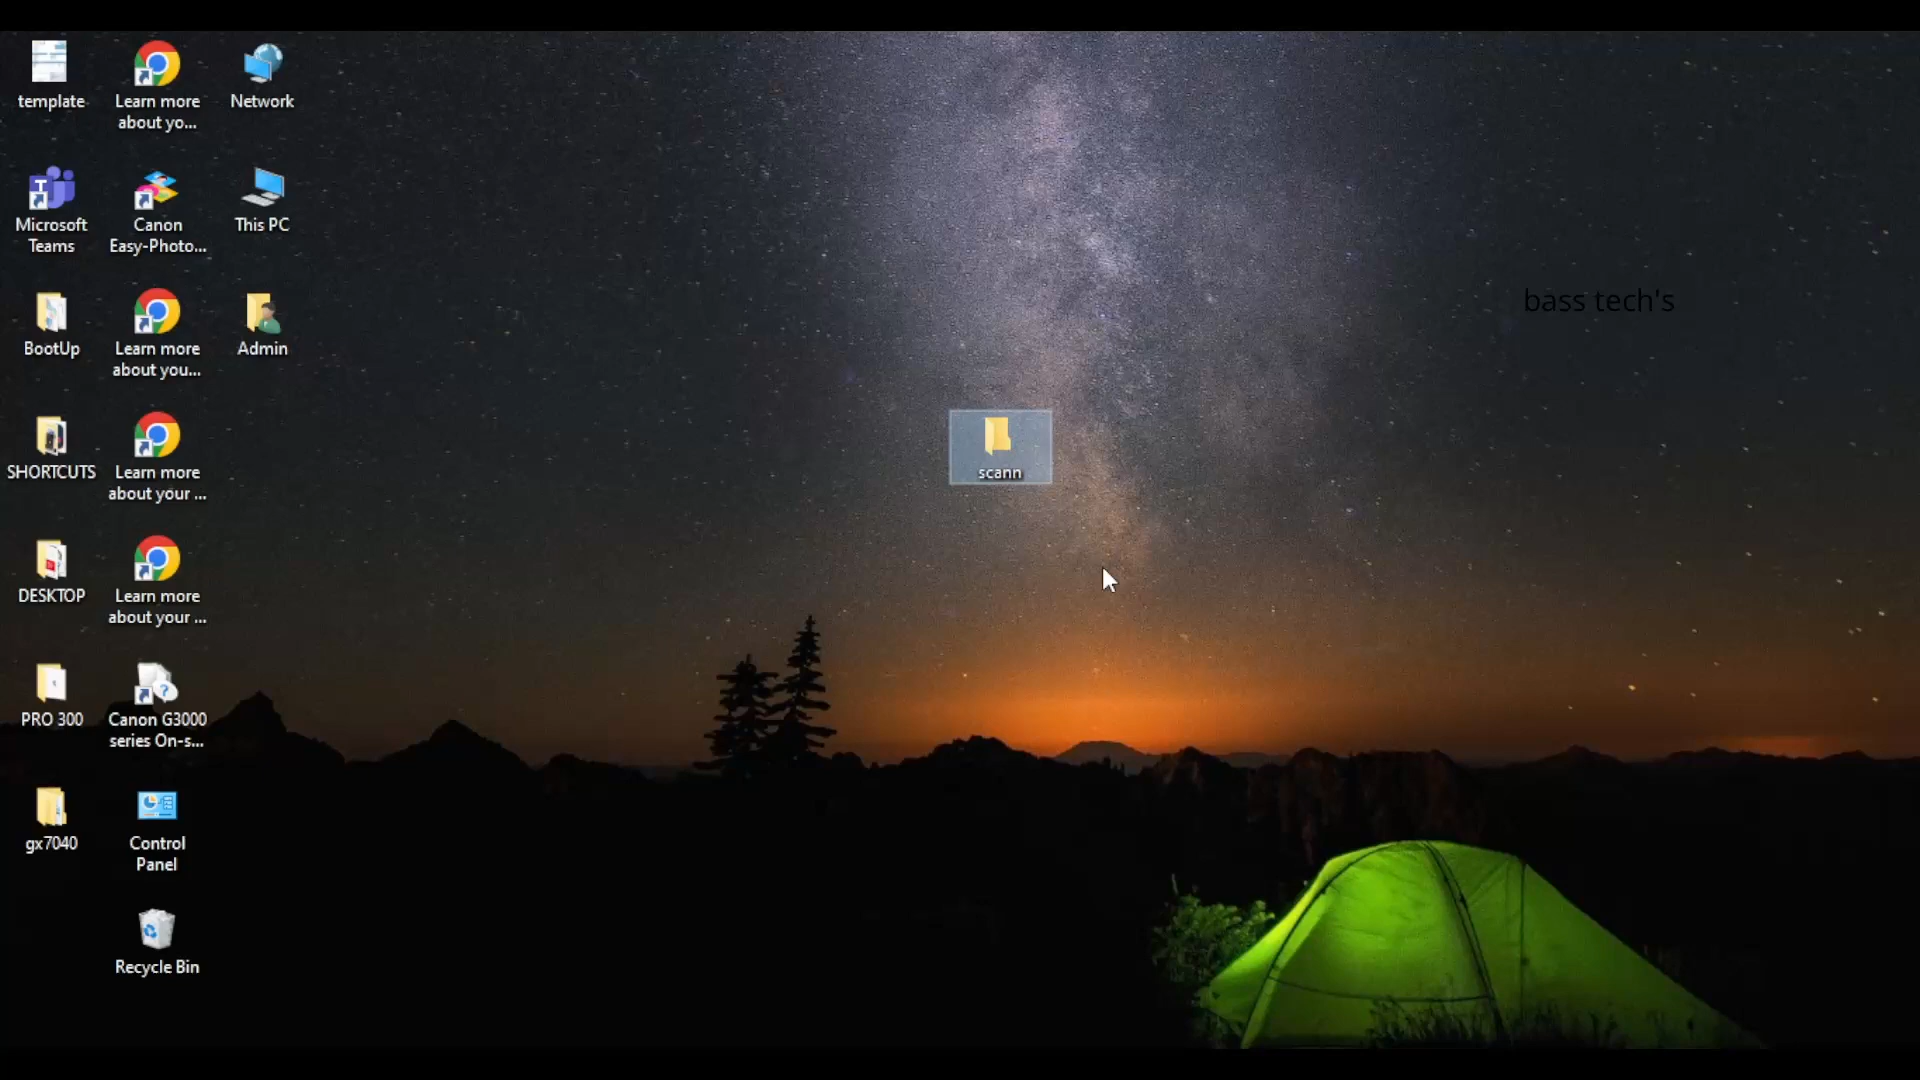 template
Learn more
about yo...
Network
Microsoft
Teams
Canon
Easy-Photo...
This PC
BootUp
Learn more
about you...
Admin
bass tech's
SHORTCUTS
Learn more
about your ...
scann
DESKTOP
Learn more
about your ...
PRO 300
Canon G3000
series On-s...
gx7040
Control
Panel
Recycle Bin